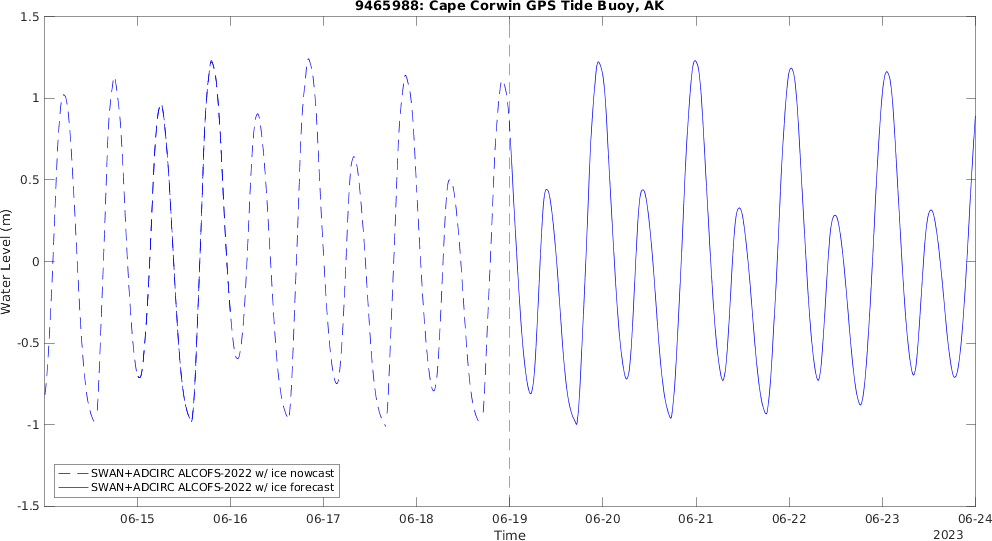 9465988: Cape Corwin GPS Tide Buoy, AK
1.5
1
0.5
0
-0.5
-1
-1.5
Water Level (m)
SWAN+ADCIRC ALCOFS-2022 w/ ice nowcast
SWAN+ADCIRC ALCOFS-2022 w/ ice forecast
06-15 06-16 06-17 06-18 06-19 06-20 06-21 06-22 06-23 06-24
Time
2023